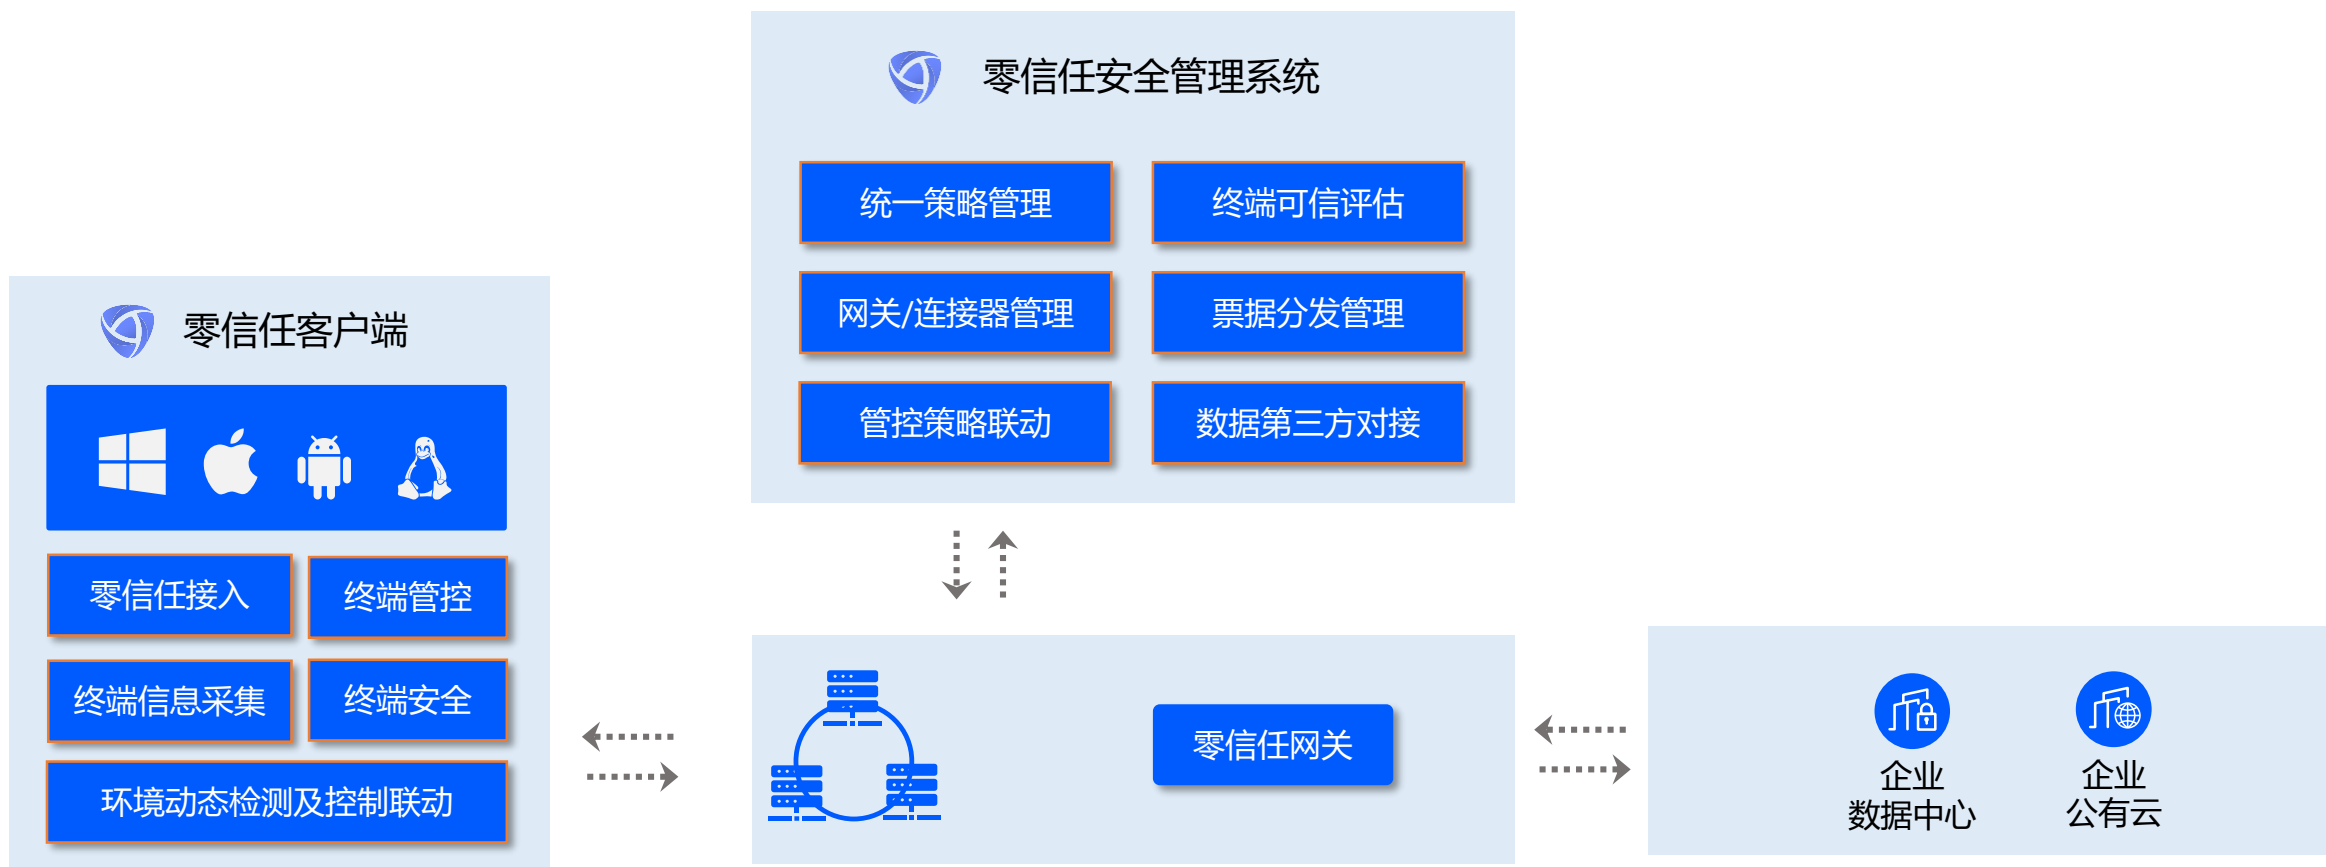 零信任安全管理系统
统一策略管理
终端可信评估
网关/连接器管理
票据分发管理
管控策略联动
数据第三方对接
零信任客户端
零信任接入
终端管控
终端信息采集
终端安全
环境动态检测及控制联动
零信任网关
企业
数据中心
企业
公有云